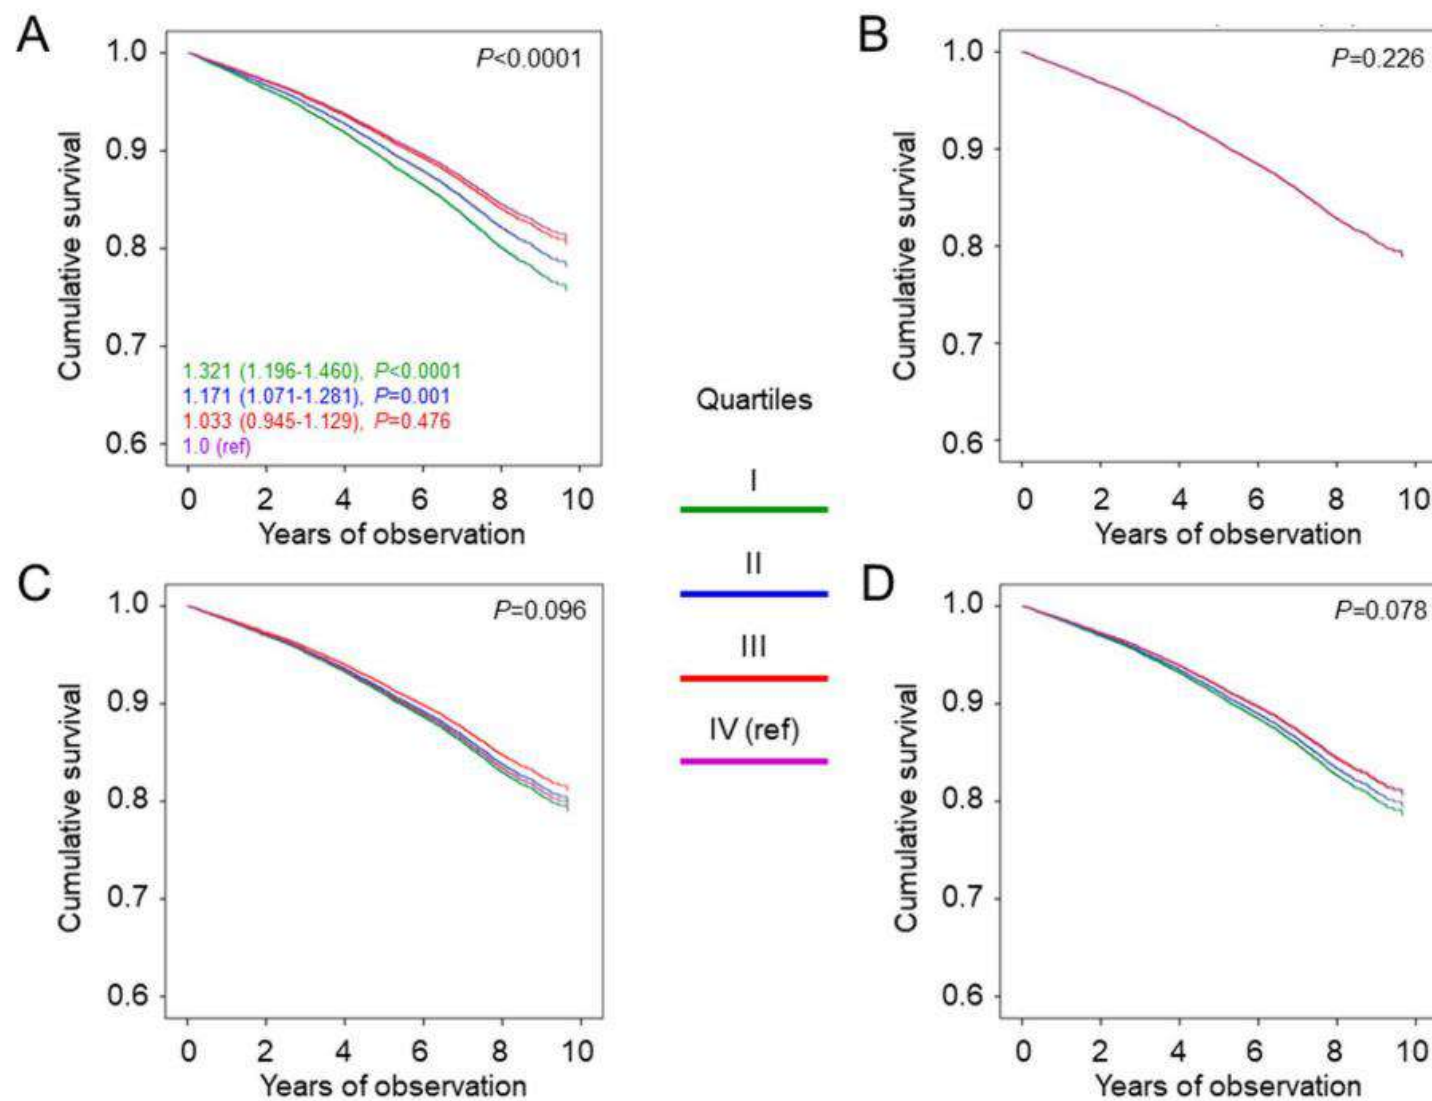 A
P<0.0001
1.0
0.9
0.8
0.7
0.6
Cumulative survival
1.321 (1.196-1.460), P<0.0001
1.171 (1.071-1.281), P=0.001
1.033 (0.945-1.129), P=0.476
1.0 (ref)
0 2 4 6 8 10
Years of observation
B
P=0.226
1.0
0.9
0.8
0.7
0.6
Cumulative survival
0 2 4 6 8 10
Years of observation
Quartiles
I
II
III
IV (ref)
C
P=0.096
1.0
0.9
0.8
0.7
0.6
Cumulative survival
0 2 4 6 8 10
Years of observation
D
P=0.078
1.0
0.9
0.8
0.7
0.6
Cumulative survival
0 2 4 6 8 10
Years of observation